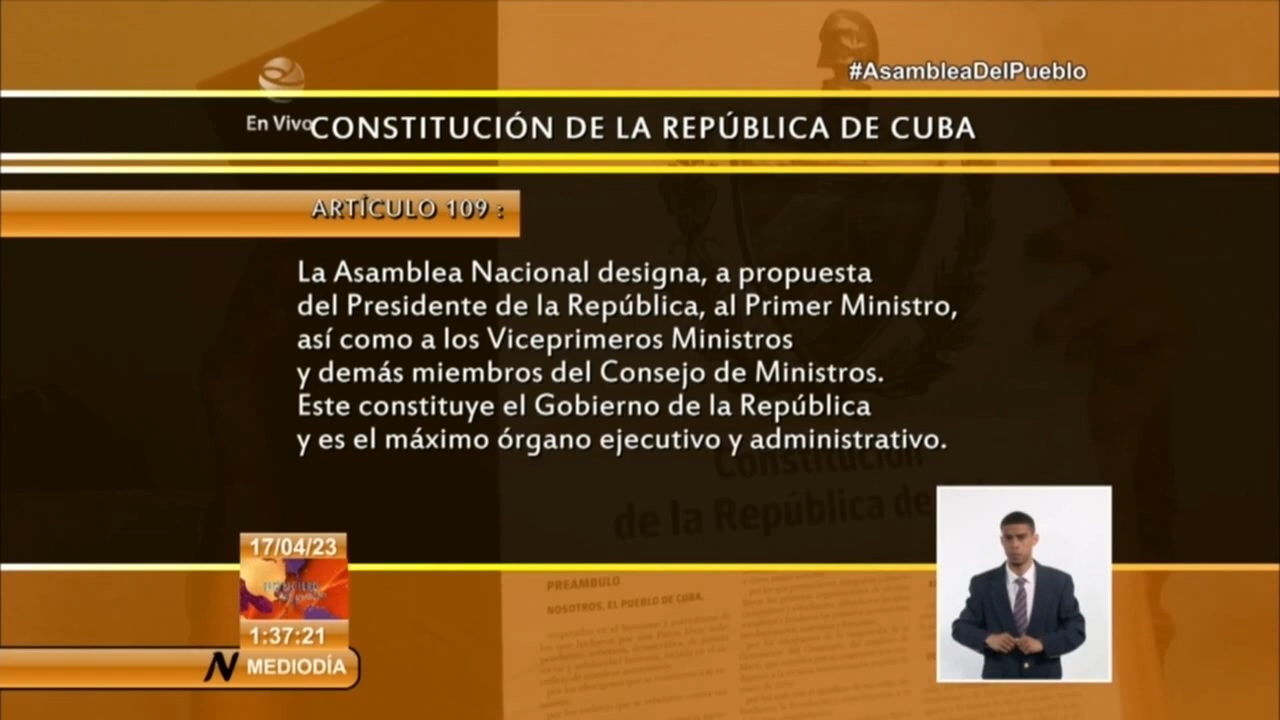 #AsambleaDelPueblo
En Vivo
CONSTITUCIÓN DE LA REPÚBLICA DE CUBA
ARTÍCULO 109 :
La Asamblea Nacional designa, a propuesta
del Presidente de la República, al Primer Ministro,
así como a los Viceprimeros Ministros
y demás miembros del Consejo de Ministros.
Este constituye el Gobierno de la República
y es el máximo órgano ejecutivo y administrativo.
Constitución
de la República de
PREÁMBULO
NOSOTROS, EL PUEBLO DE CUBA,
17/04/23
1:37:21
N MEDIODÍA